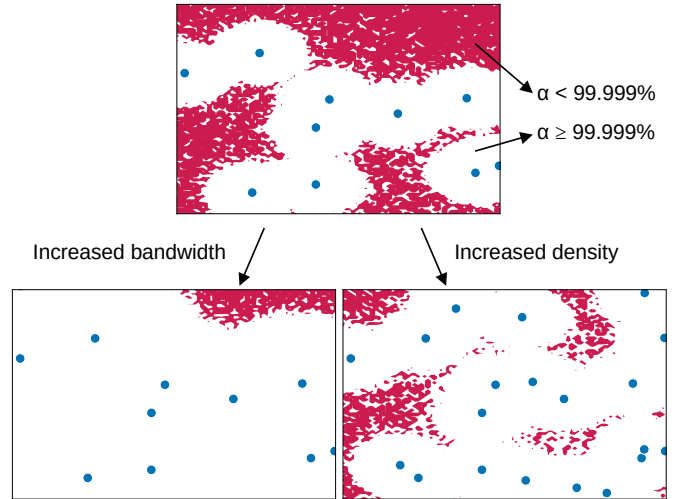 α < 99.999%
α ≥ 99.999%
Increased bandwidth
Increased density